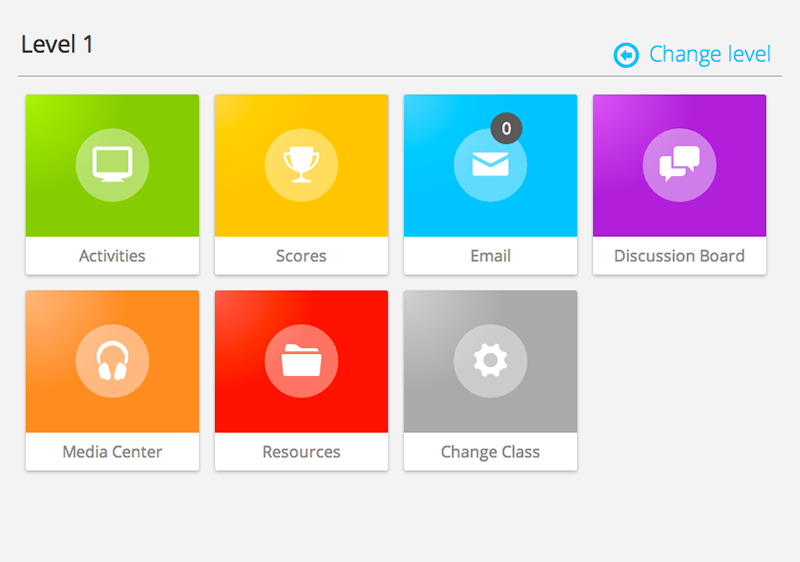 Level 1
Change level
0
Activities
Scores
Email
Discussion Board
Media Center
Resources
Change Class